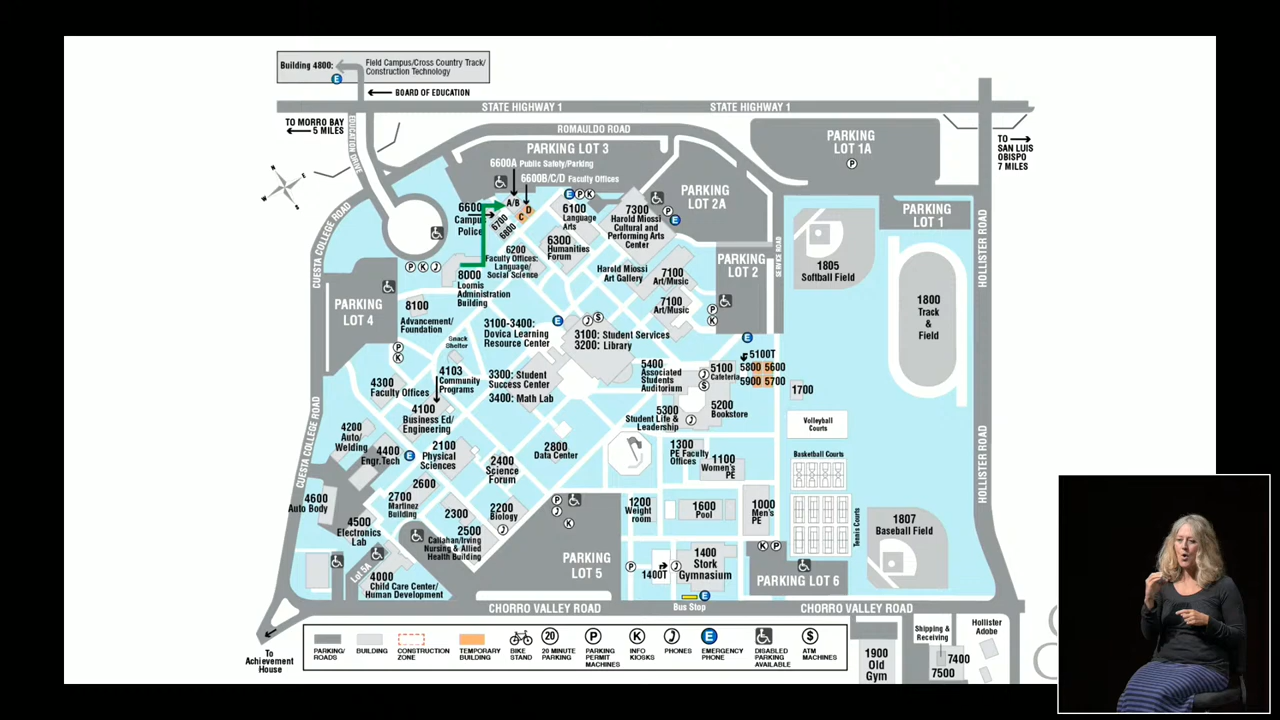 Building 4800:
Field Campus/Cross Country Track/
Construction Technology
E
BOARD OF EDUCATION
STATE HIGHWAY 1
STATE HIGHWAY 1
TO MORRO BAY
5 MILES
EDUCATION DRIVE
ROMAULDO ROAD
PARKING LOT 3
PARKING
LOT 1A
P
TO
SAN LUIS
OBISPO
7 MILES
6600A Public Safety/Parking
6600B/C/D Faculty Offices
PARKING
LOT 2A
PARKING
LOT 1
N
S
E
W
6600
Campus
Police
A/B
C
D
6700
6800
E P K
6100
Language
Arts
7300
Harold Miossi
Cultural and
Performing Arts
Center
P
E
6300
Humanities
Forum
6200
Faculty Offices:
Language/
Social Science
Harold Miossi
Art Gallery
7100
Art/Music
7100
Art/Music
PARKING
LOT 2
SERVICE ROAD
1805
Softball Field
HOLLISTER ROAD
CUESTA COLLEGE ROAD
P K J
8000
Loomis
Administration
Building
PARKING
LOT 4
8100
Advancement/
Foundation
P
K
P
K
1800
Track
&
Field
3100-3400:
Dovica Learning
Resource Center
E
J $
3100: Student Services
3200: Library
Snack
Shelter
4103
Community
Programs
3300: Student
Success Center
3400: Math Lab
5400
Associated
Students
Auditorium
5100
Cafeteria
J
$
E
5100T
5800 5600
5900 5700
1700
4300
Faculty Offices
4100
Business Ed/
Engineering
5300
Student Life &
Leadership
J
5200
Bookstore
Volleyball
Courts
4200
Auto/
Welding
4400
Engr.Tech
E
2100
Physical
Sciences
2800
Data Center
1300
PE Faculty
Offices
1100
Women's
PE
Basketball Courts
HOLLISTER ROAD
CUESTA COLLEGE ROAD
2400
Science
Forum
2600
2700
Martinez
Building
2300
2200
Biology
J
P
J
K
1200
Weight
room
1600
Pool
1000
Men's
PE
Tennis Courts
1807
Baseball Field
4600
Auto Body
4500
Electronics
Lab
2500
Callahan/Irving
Nursing & Allied
Health Building
PARKING
LOT 5
Lot 5A
4000
Child Care Center/
Human Development
P
1400T
J
1400
Stork
Gymnasium
K P
PARKING LOT 6
CHORRO VALLEY ROAD
Bus Stop
E
CHORRO VALLEY ROAD
To
Achievement
House
20 P K J E $
PARKING/
ROADS
BUILDING
CONSTRUCTION
ZONE
TEMPORARY
BUILDING
BIKE
STAND
20 MINUTE
PARKING
PARKING
PERMIT
MACHINES
INFO
KIOSKS
PHONES
EMERGENCY
PHONE
DISABLED
PARKING
AVAILABLE
ATM
MACHINES
1900
Old
Gym
Shipping &
Receiving
7400
7500
Hollister
Adobe